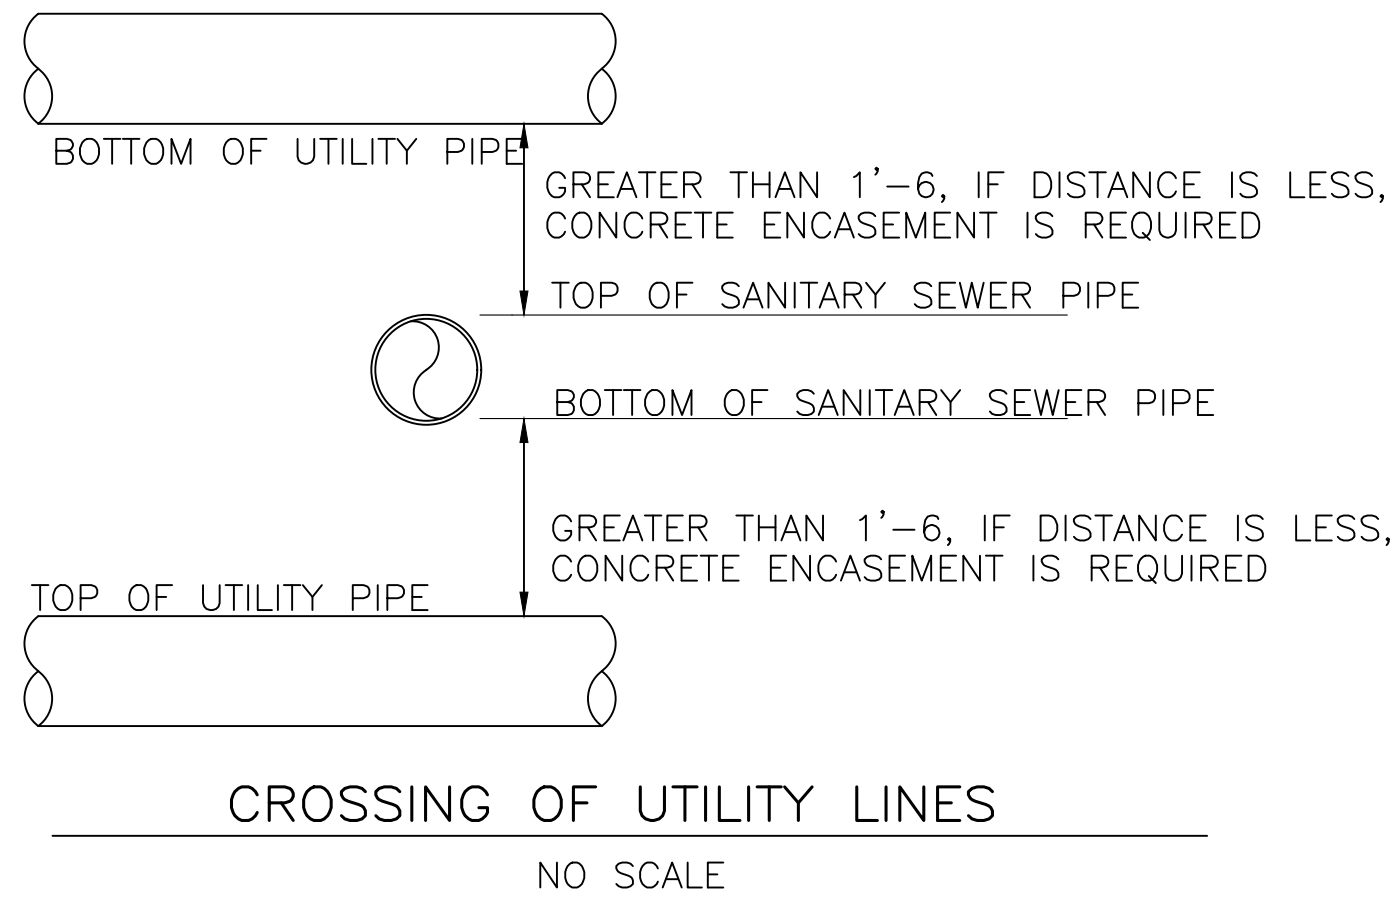 BOTTOM OF UTILITY PIPE
GREATER THAN 1'-6, IF DISTANCE IS LESS,
CONCRETE ENCASEMENT IS REQUIRED
TOP OF SANITARY SEWER PIPE
BOTTOM OF SANITARY SEWER PIPE
GREATER THAN 1'-6, IF DISTANCE IS LESS,
CONCRETE ENCASEMENT IS REQUIRED
TOP OF UTILITY PIPE
CROSSING OF UTILITY LINES
NO SCALE